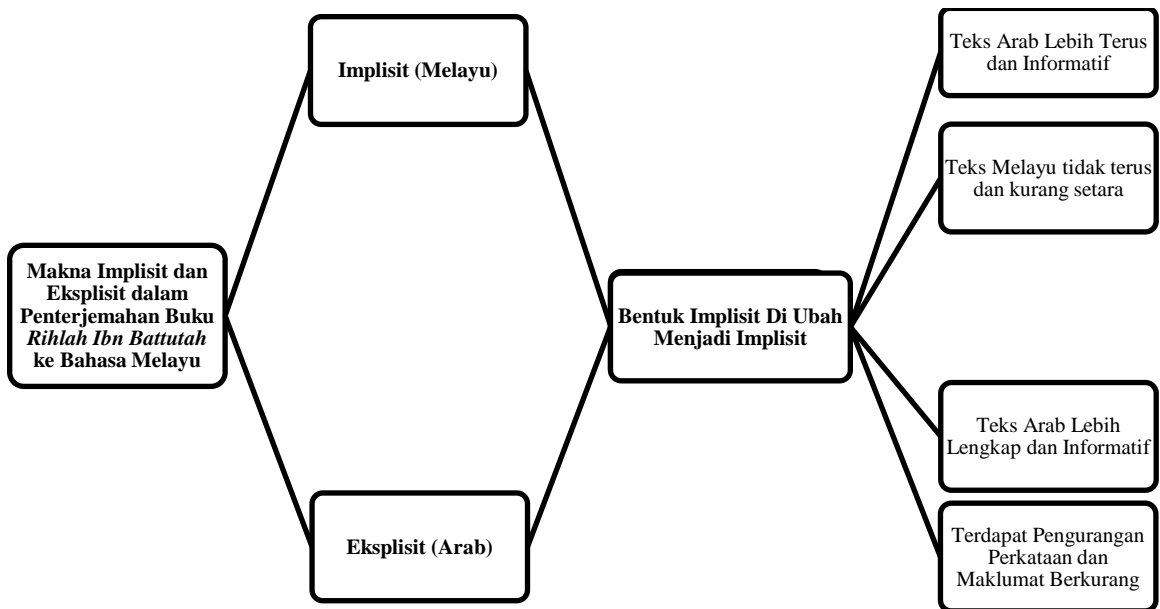 Makna Implisit dan
Eksplisit dalam
Penterjemahan Buku
Rihlah Ibn Battutah
ke Bahasa Melayu
Implisit (Melayu)
Eksplisit (Arab)
Bentuk Implisit Di Ubah
Menjadi Implisit
Teks Arab Lebih Terus
dan Informatif
Teks Melayu tidak terus
dan kurang setara
Teks Arab Lebih
Lengkap dan Informatif
Terdapat Pengurangan
Perkataan dan
Maklumat Berkurang